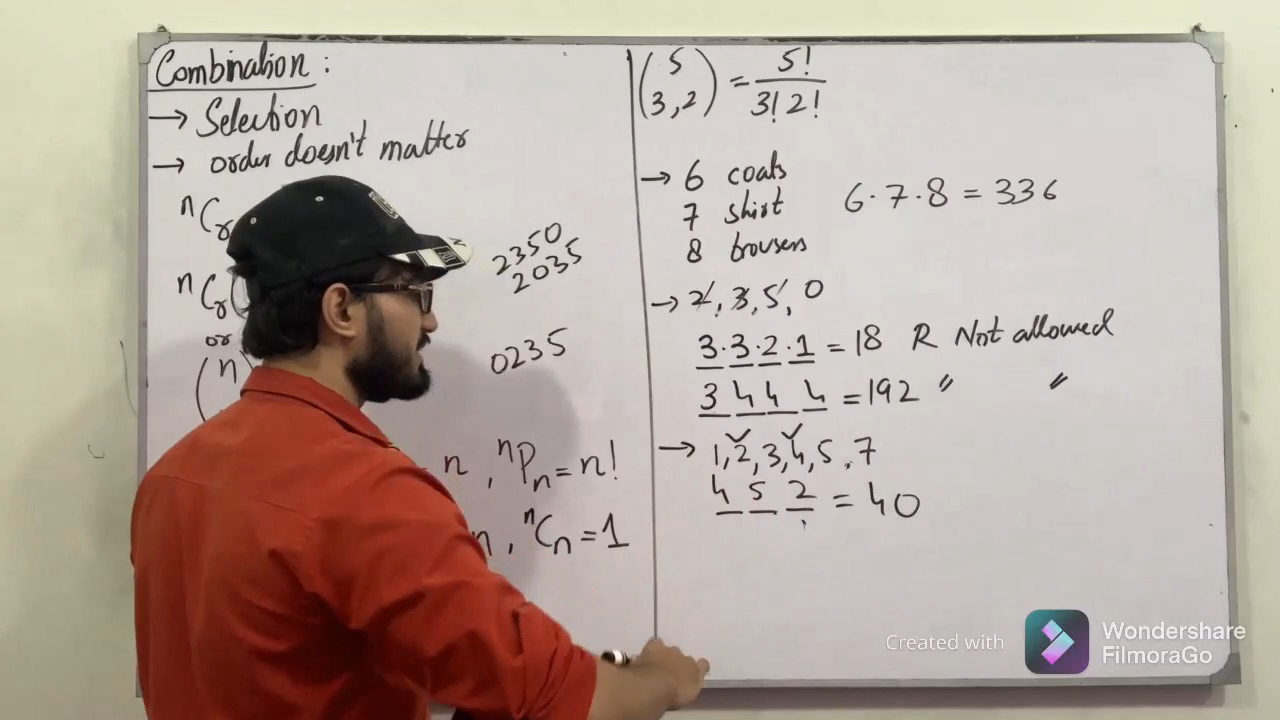 Combination :
→ Selection
→ order doesn't matter
nCr
nCr
or
(n
2350
2035
0235
n , nPn = n!
n, nCn = 1
(5 3,2) = 5!/3!2!
→ 6 coats
7 shirt
8 trousers
6·7·8 = 336
→ 2,3,5,0
3·3·2·1 = 18 R Not allowed
3 4 4 4 = 192 〃 〃
→ 1,2,3,4,5,7
4 5 2 = 40
Created with
Wondershare
FilmoraGo